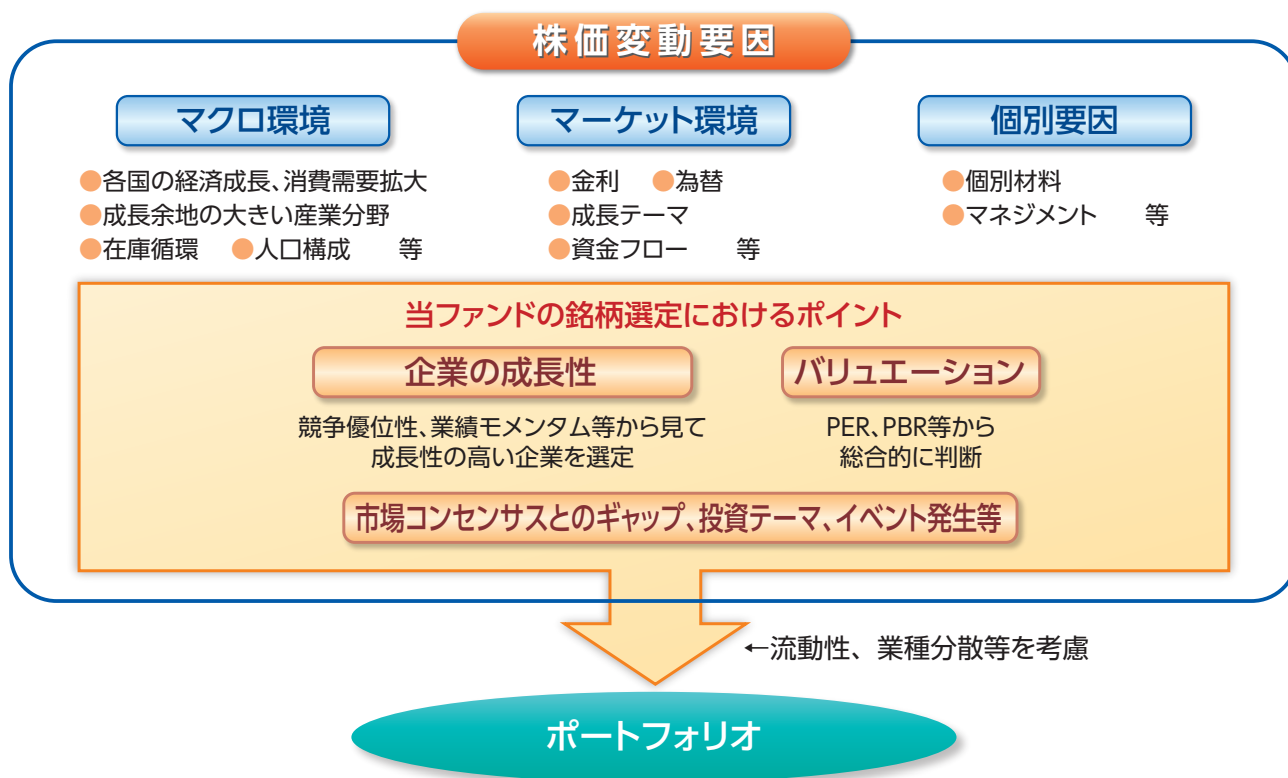 株価変動要因
マクロ環境
●各国の経済成長、消費需要拡大
●成長余地の大きい産業分野
●在庫循環 ●人口構成 等
マーケット環境
●金利 ●為替
●成長テーマ
●資金フロー 等
個別要因
●個別材料
●マネジメント 等
当ファンドの銘柄選定におけるポイント
企業の成長性
競争優位性、業績モメンタム等から見て
成長性の高い企業を選定
バリュエーション
PER、PBR等から
総合的に判断
市場コンセンサスとのギャップ、投資テーマ、イベント発生等
←流動性、業種分散等を考慮
ポートフォリオ